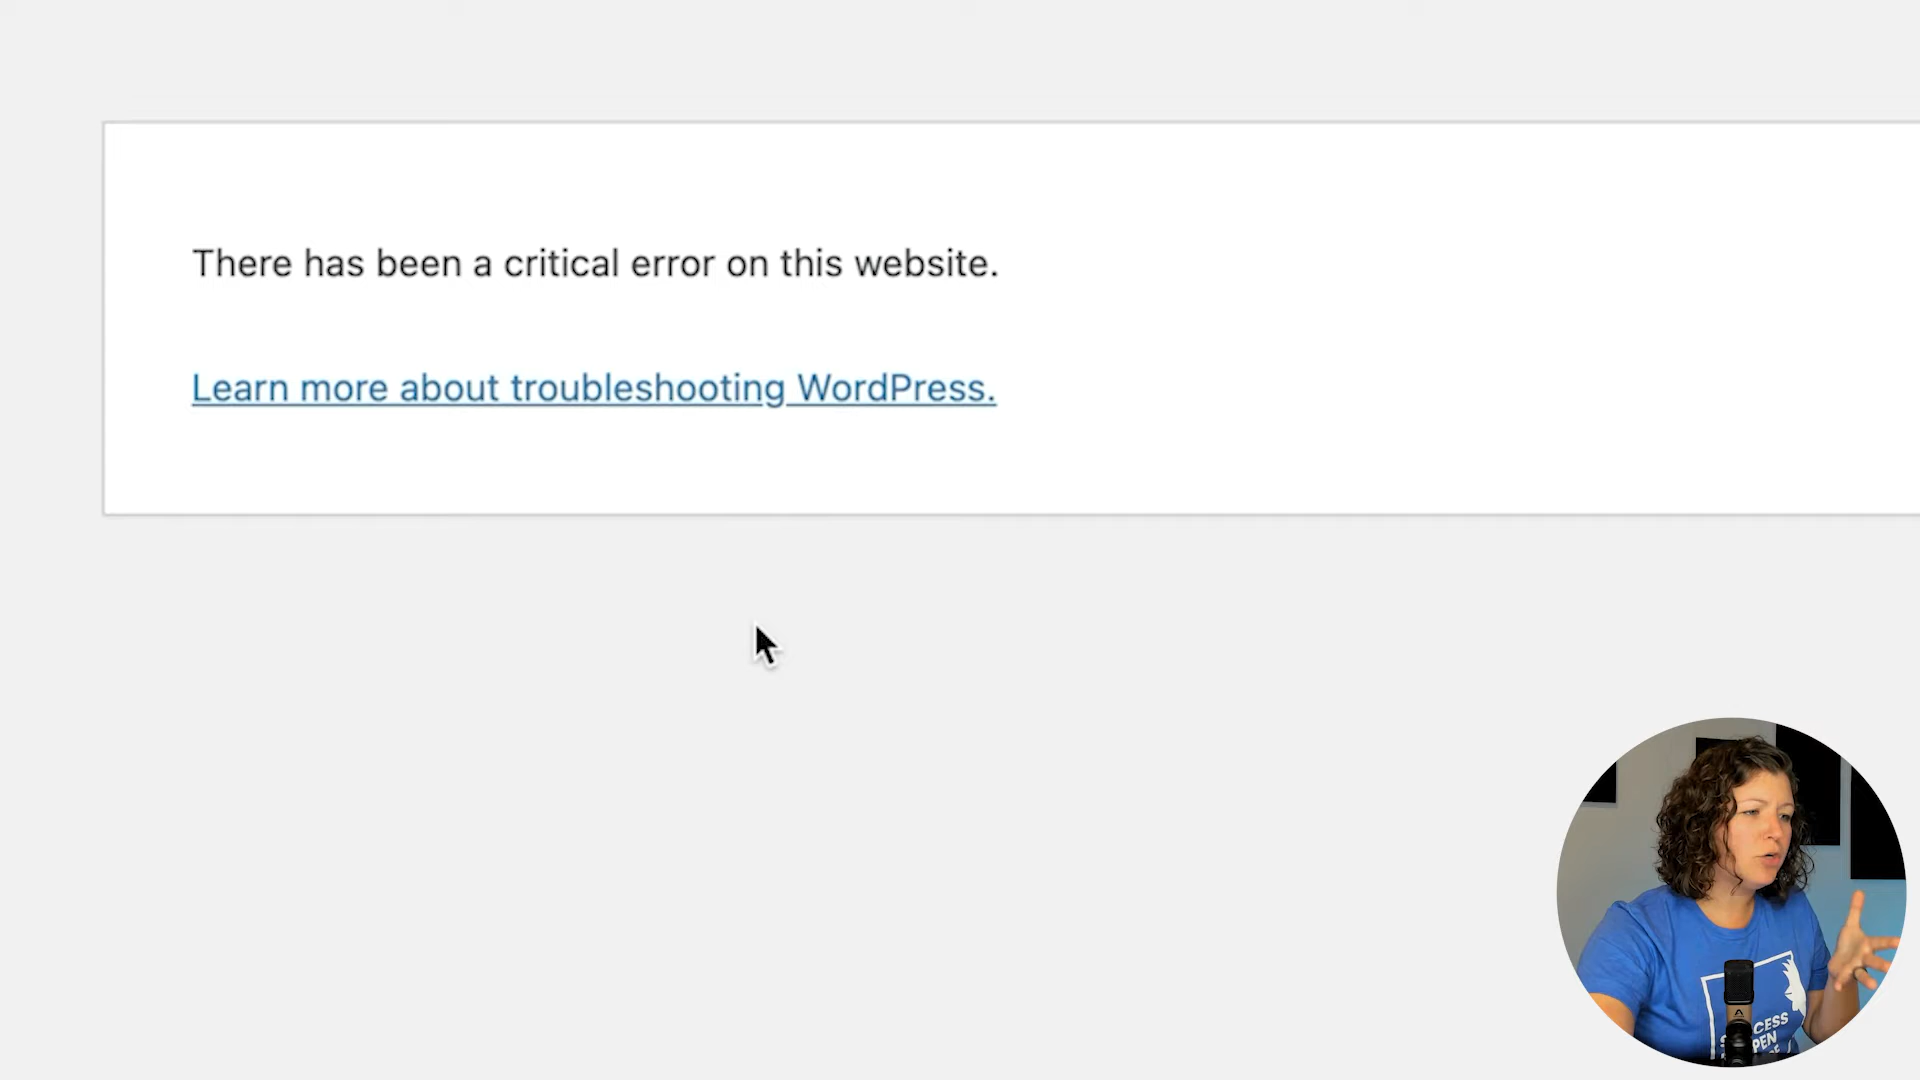 There has been a critical error on this website.
Learn more about troubleshooting WordPress.